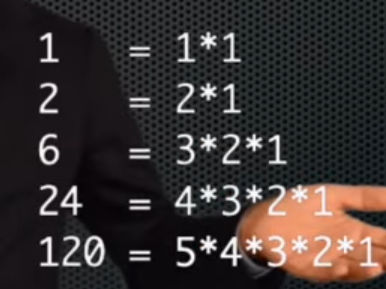 1 = 1*1
2 = 2*1
6 = 3*2*1
24 = 4*3*2*1
120 = 5*4*3*2*1